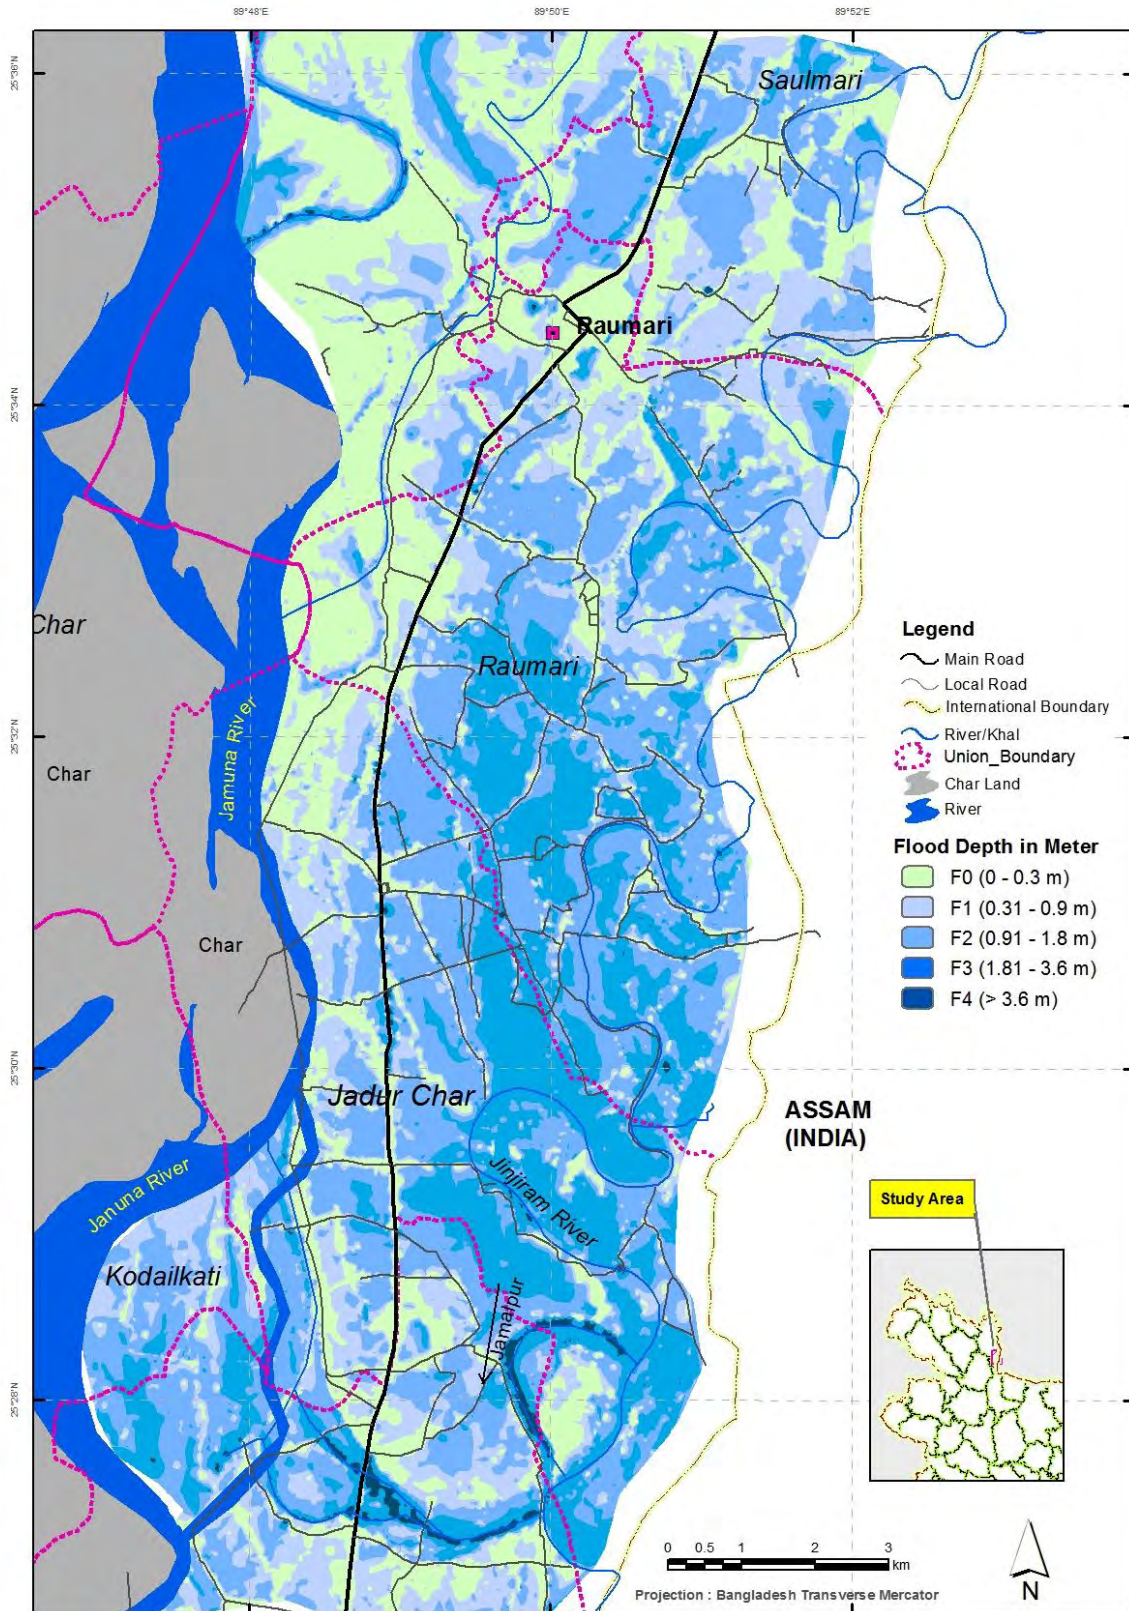 89°48'E
89°50'E
89°52'E
25°36'N
Saulmari
Raumari
25°34'N
Char
Raumari
Legend
Main Road
Local Road
International Boundary
River/Khal
Union_Boundary
Char Land
River
25°32'N
Jamuna River
Char
Flood Depth in Meter
F0 (0 - 0.3 m)
F1 (0.31 - 0.9 m)
F2 (0.91 - 1.8 m)
F3 (1.81 - 3.6 m)
F4 (> 3.6 m)
Char
25°30'N
Jadur Char
ASSAM
(INDIA)
Januna River
Jinjiram River
Study Area
Kodailkati
Jamalpur
25°28'N
0 0.5 1 2 3
km
N
Projection : Bangladesh Transverse Mercator